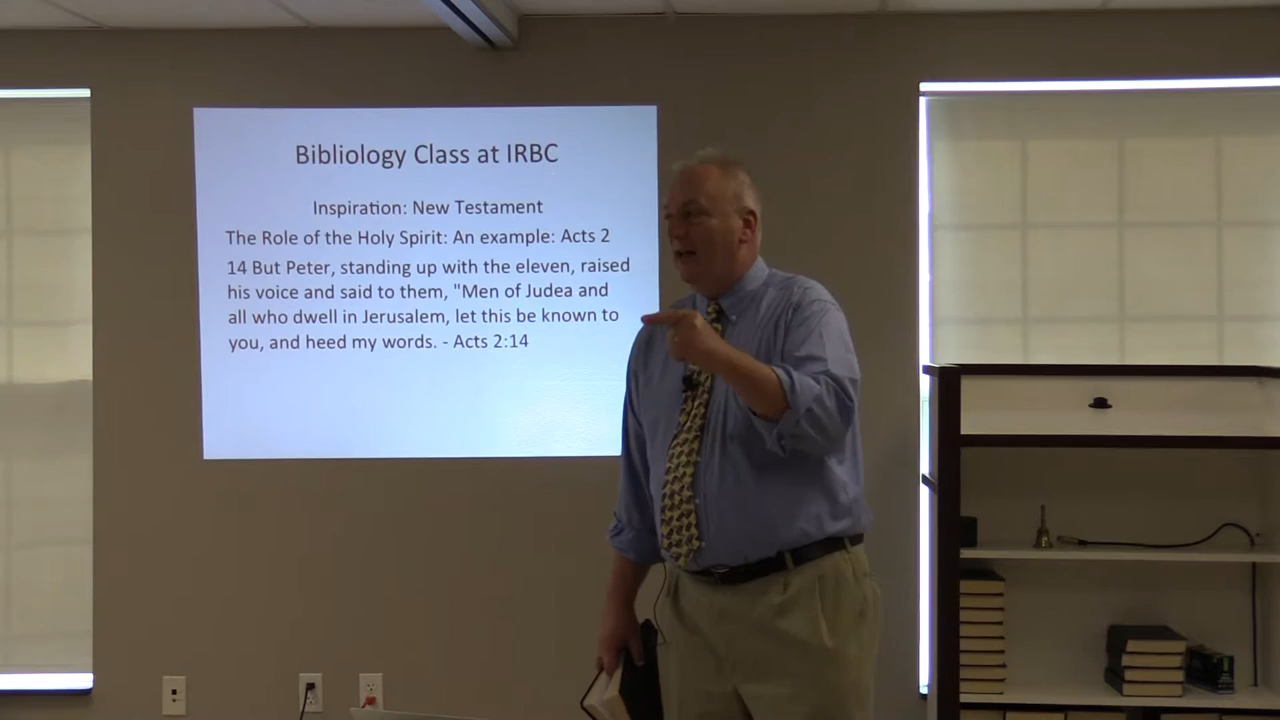 Bibliology Class at IRBC
Inspiration: New Testament
The Role of the Holy Spirit: An example: Acts 2
14 But Peter, standing up with the eleven, raised
his voice and said to them, "Men of Judea and
all who dwell in Jerusalem, let this be known to
you, and heed my words. - Acts 2:14